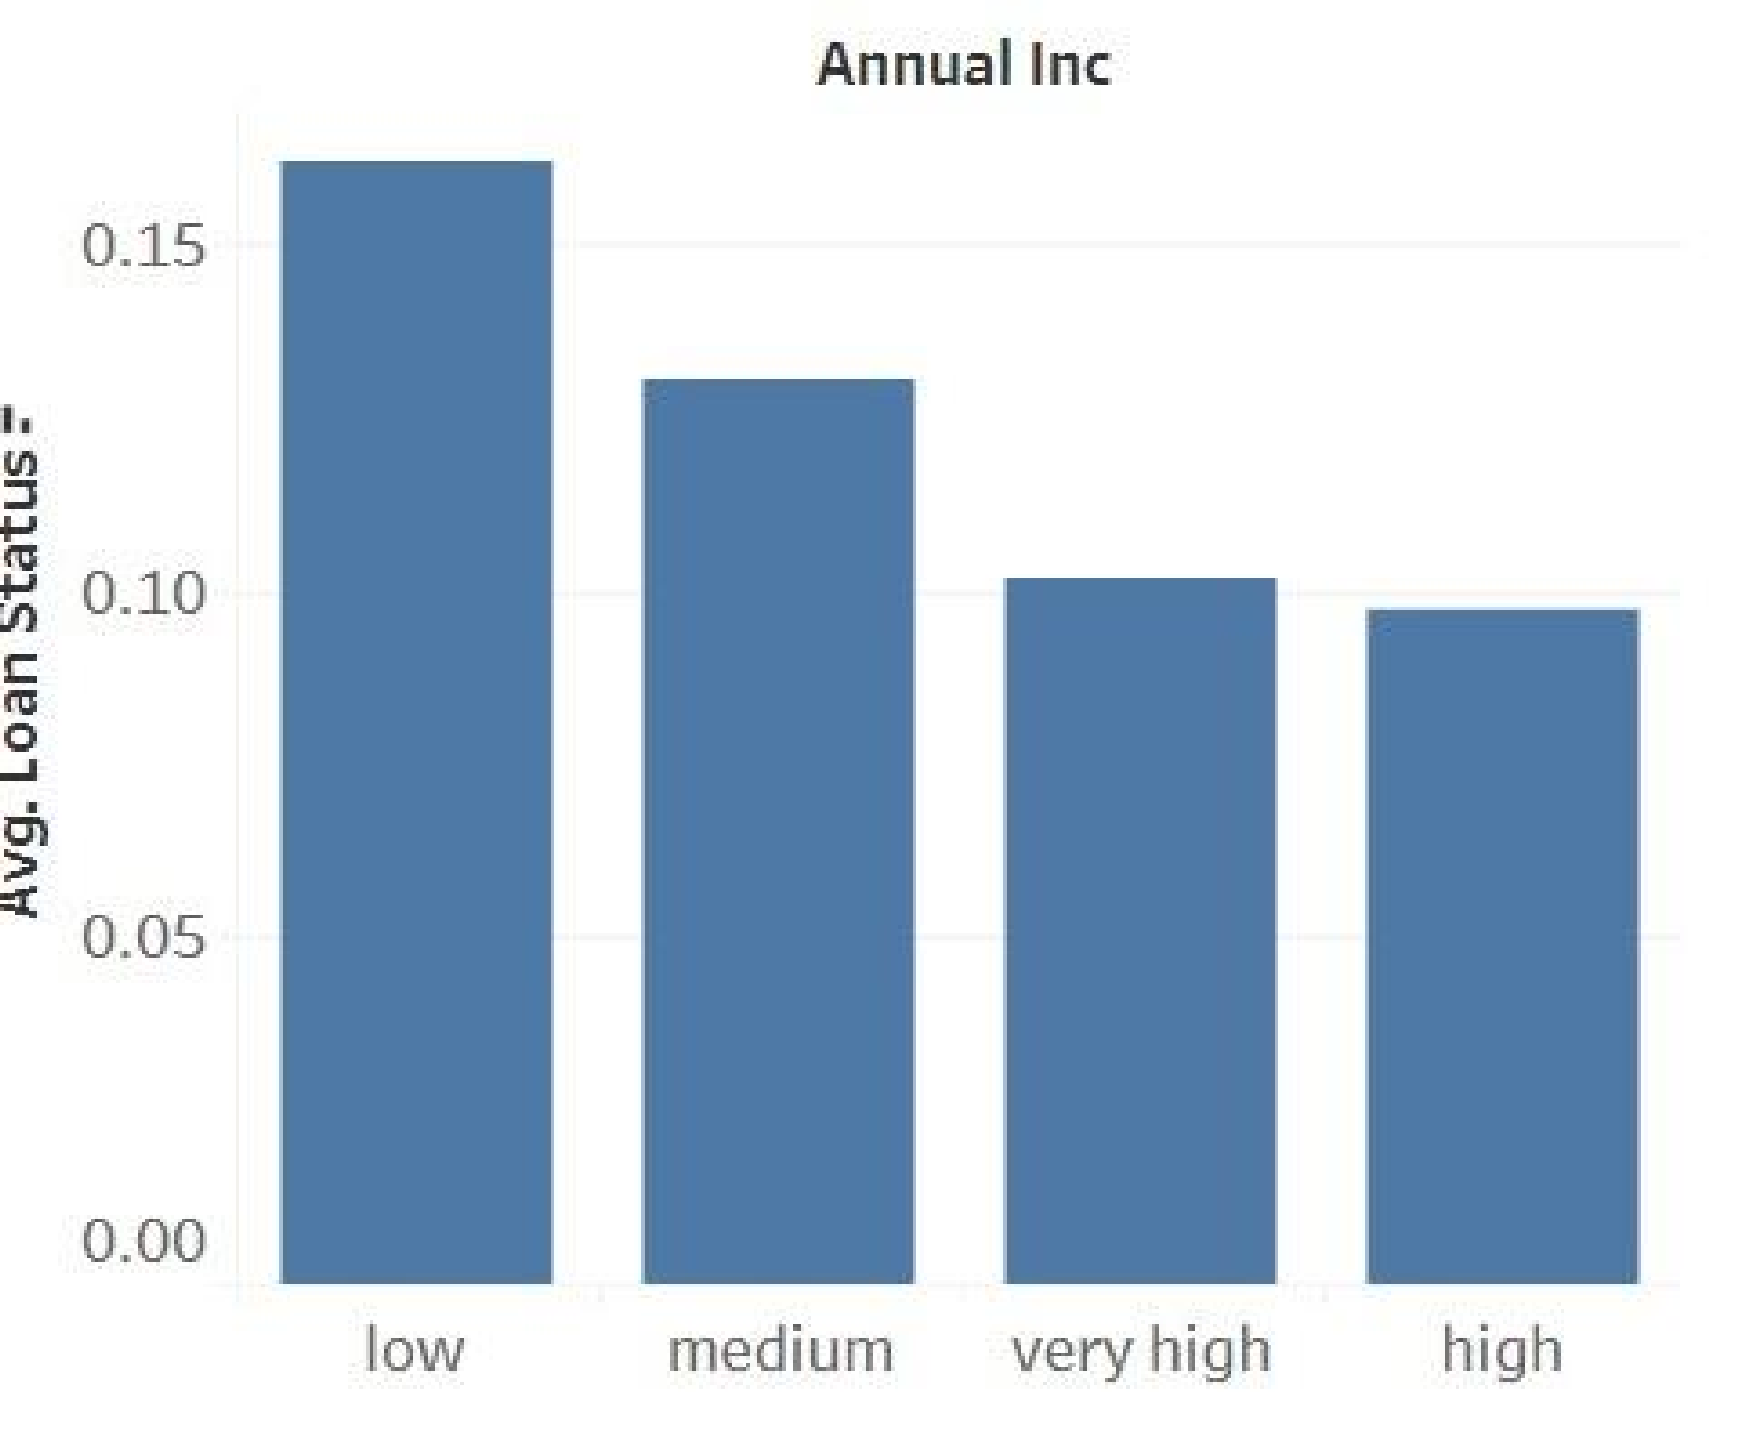 Annual Inc
Avg. Loan Status
0.15
0.10
0.05
0.00
low
medium
very high
high